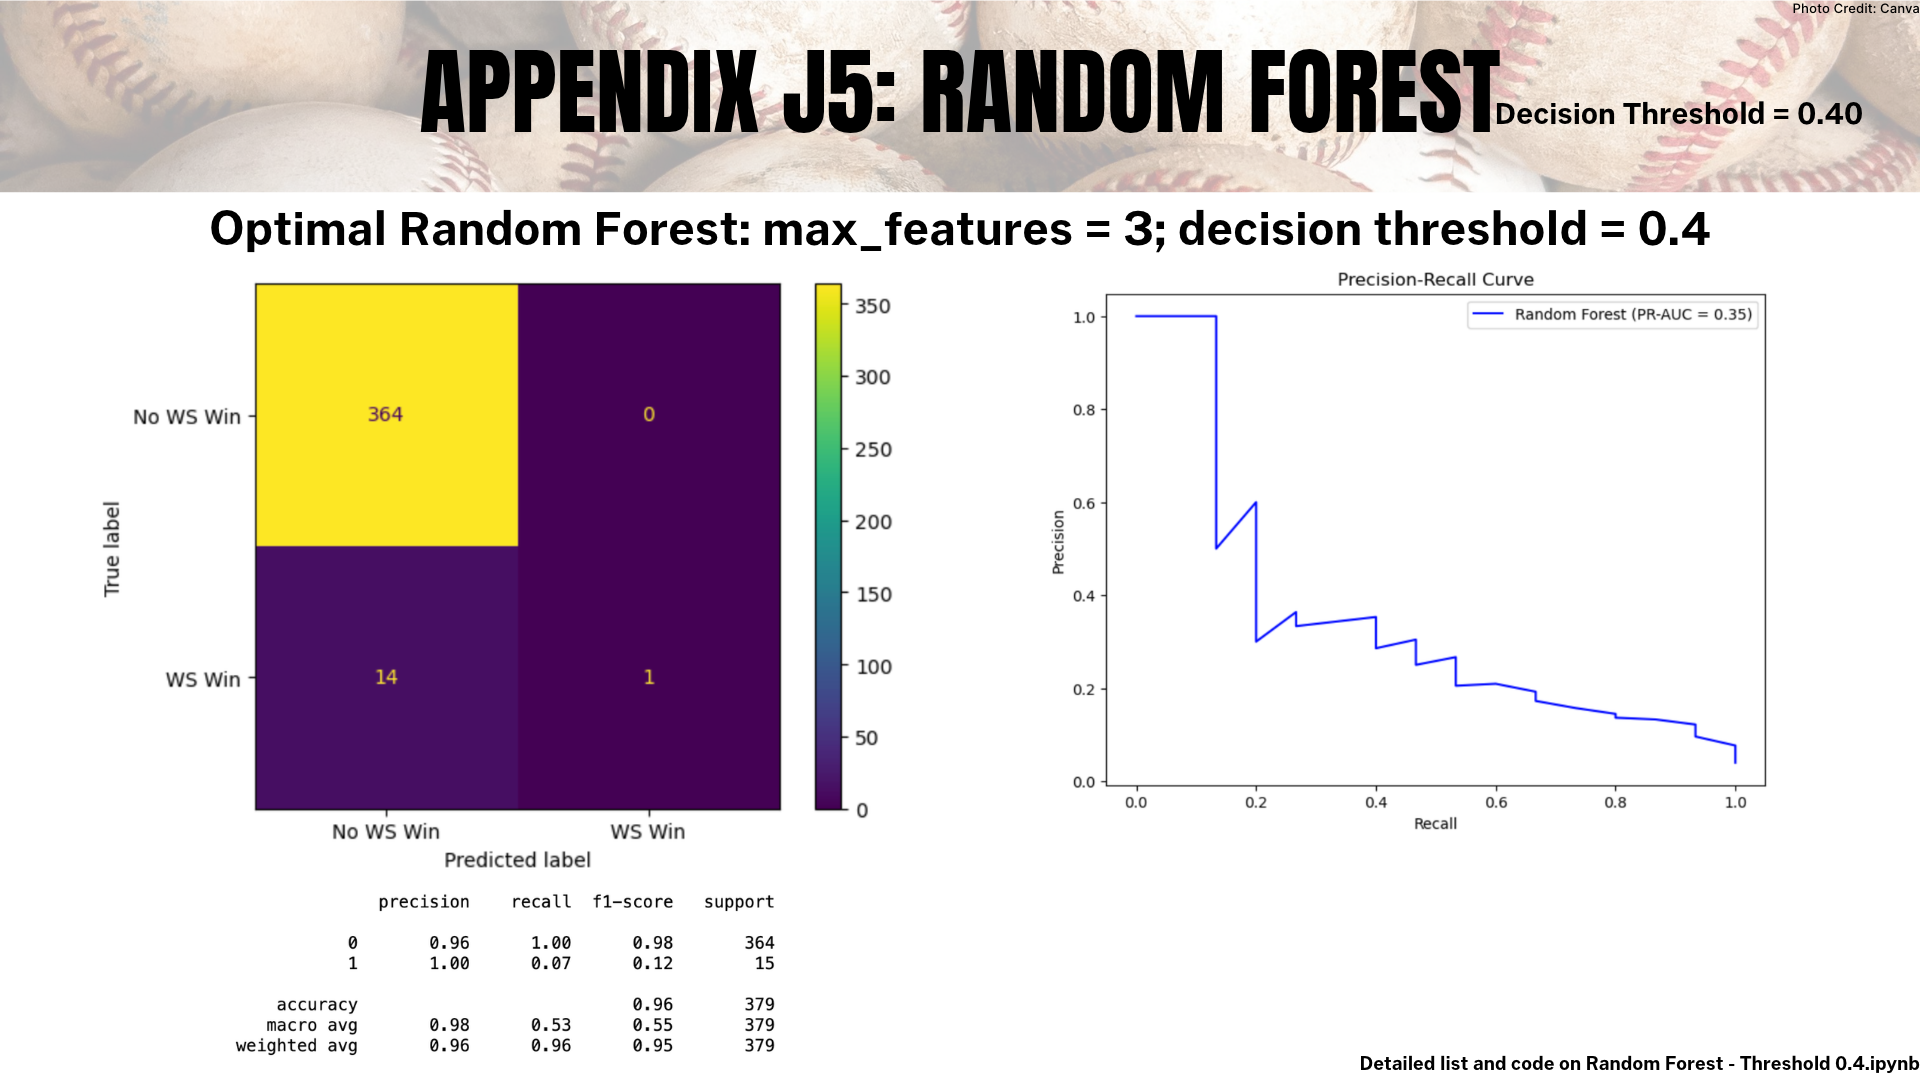 Photo Credit: Canva
APPENDIX J5: RANDOM FOREST
Decision Threshold = 0.40
Optimal Random Forest: max_features = 3; decision threshold = 0.4
364
0
14
1
No WS Win
WS Win
True label
No WS Win
WS Win
Predicted label
350
300
250
200
150
100
50
0
Precision-Recall Curve
Random Forest (PR-AUC = 0.35)
1.0
0.8
0.6
0.4
0.2
0.0
Precision
0.0 0.2 0.4 0.6 0.8 1.0
Recall
precision recall f1-score support
0 0.96 1.00 0.98 364
1 1.00 0.07 0.12 15
accuracy 0.96 379
macro avg 0.98 0.53 0.55 379
weighted avg 0.96 0.96 0.95 379
Detailed list and code on Random Forest - Threshold 0.4.ipynb